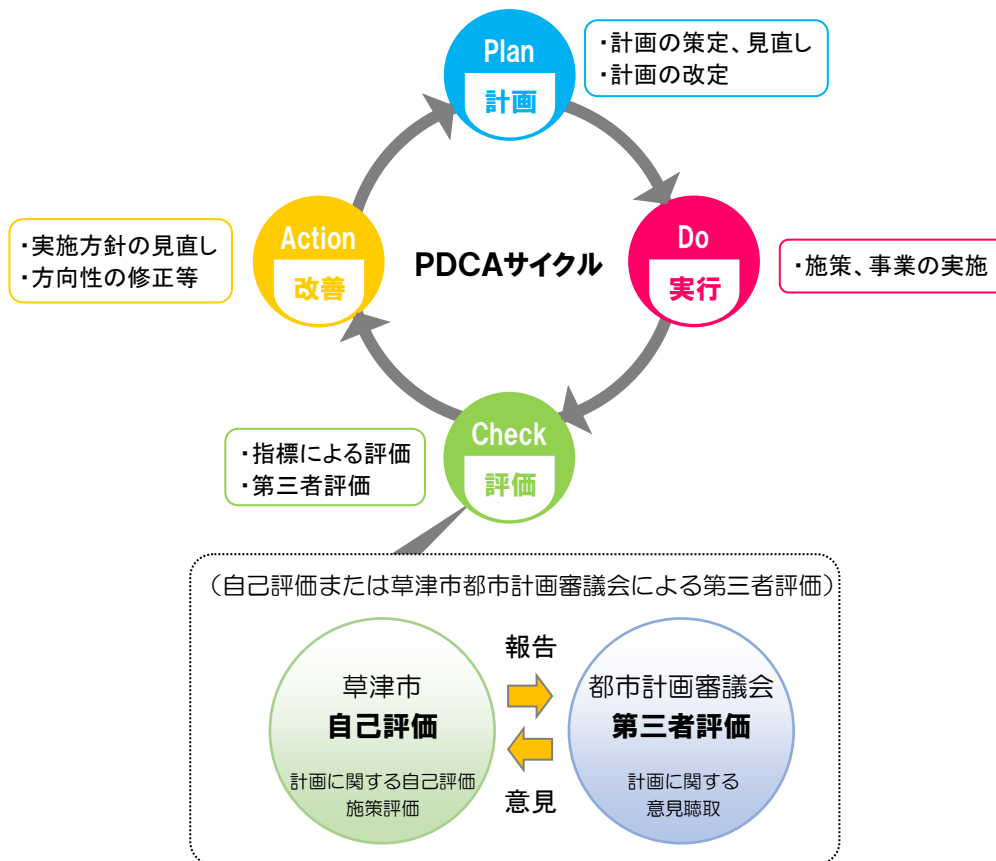 Plan
計画
・計画の策定、見直し
・計画の改定
Action
改善
・実施方針の見直し
・方向性の修正等
PDCAサイクル
Do
実行
・施策、事業の実施
Check
評価
・指標による評価
・第三者評価
（自己評価または草津市都市計画審議会による第三者評価）
草津市
自己評価
計画に関する自己評価
施策評価
報告
意見
都市計画審議会
第三者評価
計画に関する
意見聴取